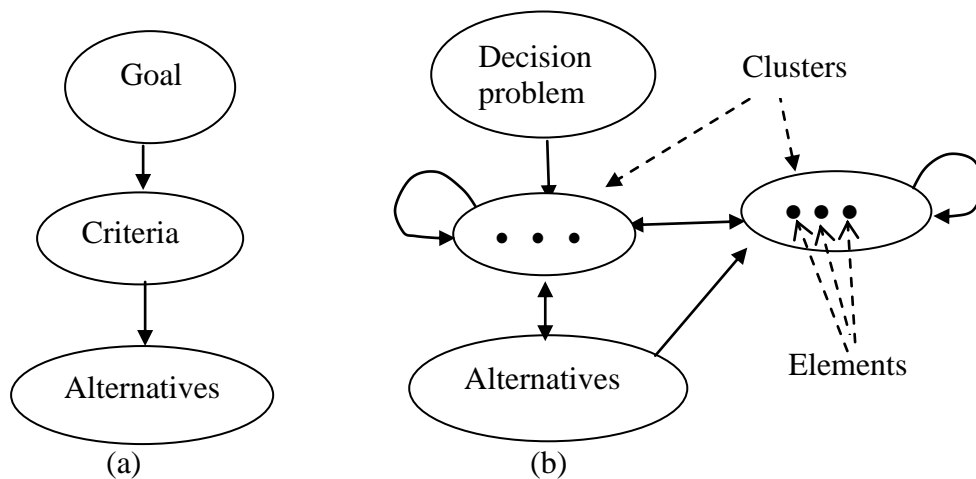 Goal
Criteria
Alternatives
(a)
Decision
problem
Clusters
Alternatives
Elements
(b)